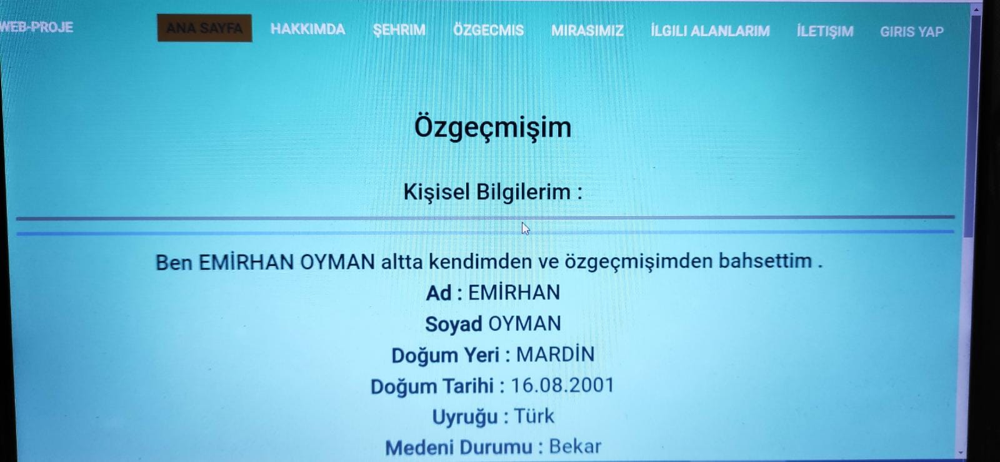 WEB-PROJE
ANA SAYFA
HAKKIMDA
ŞEHRIM
ÖZGECMIS
MIRASIMIZ
İLGILI ALANLARIM
İLETIŞIM
GIRIS YAP
Özgeçmişim
Kişisel Bilgilerim :
Ben EMİRHAN OYMAN altta kendimden ve özgeçmişimden bahsettim .
Ad : EMİRHAN
Soyad OYMAN
Doğum Yeri : MARDİN
Doğum Tarihi : 16.08.2001
Uyruğu : Türk
Medeni Durumu : Bekar